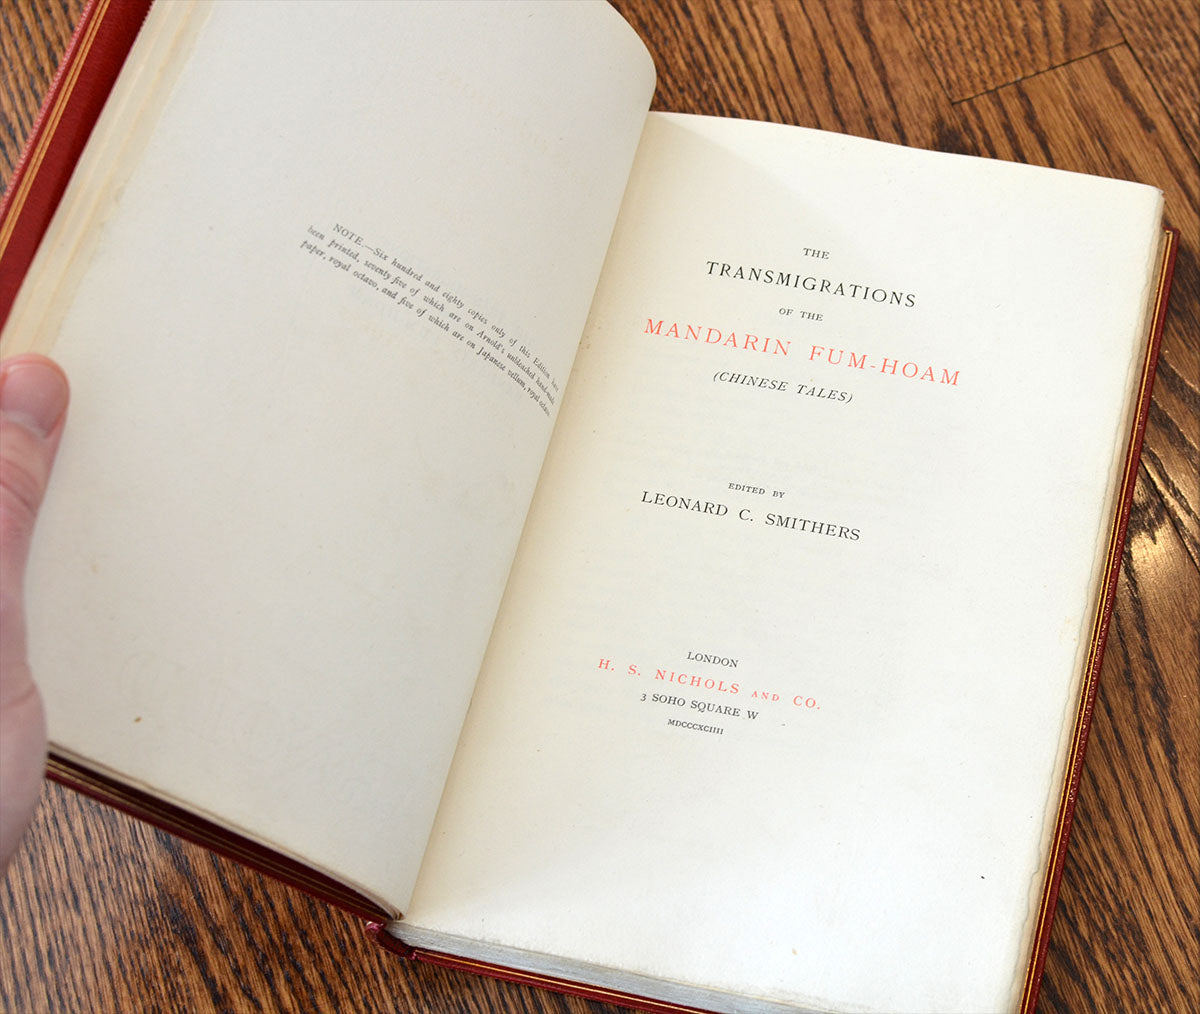 NOTE.—Six hundred and eighty copies only of this Edition have
been printed, seventy-five of which are on Arnold's unbleached hand-made
paper, royal octavo, and five of which are on Japanese vellum, royal octavo.
THE
TRANSMIGRATIONS
OF THE
MANDARIN FUM-HOAM
(CHINESE TALES)
EDITED BY
LEONARD C. SMITHERS
LONDON
H. S. NICHOLS AND CO.
3 SOHO SQUARE W
MDCCCXCIIII